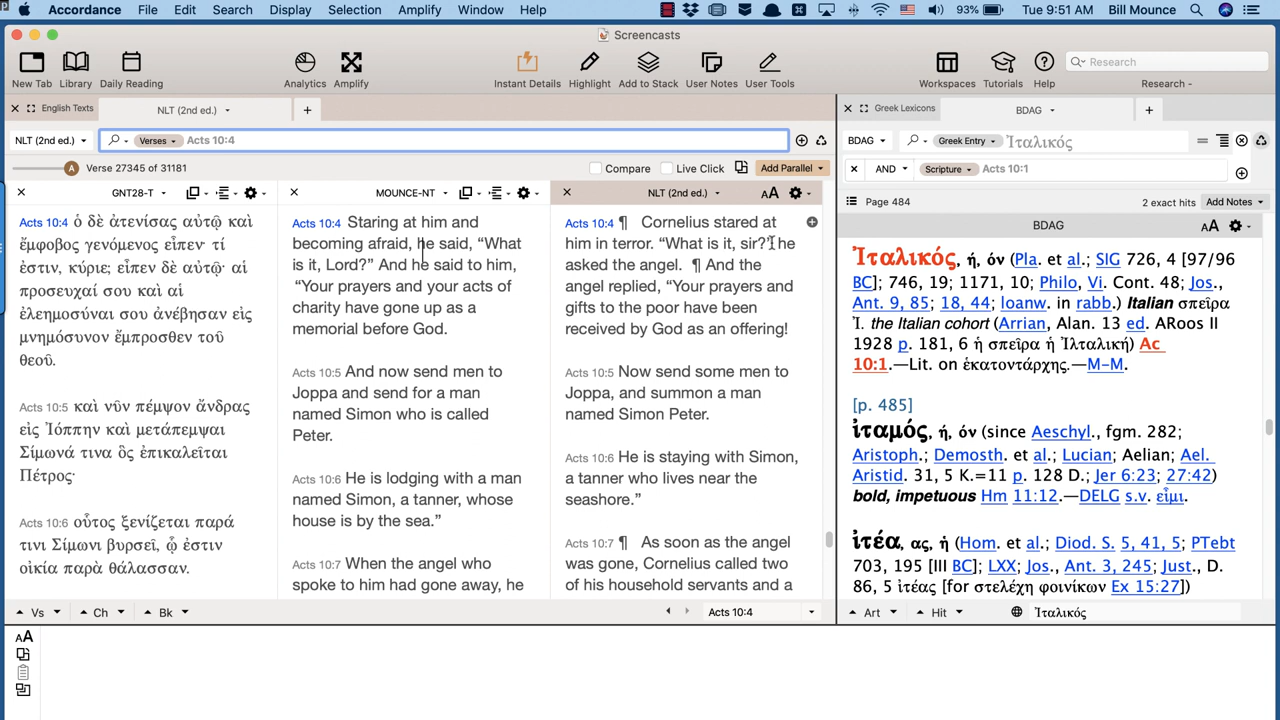 Accordance File Edit Search Display Selection Amplify Window Help 93% Tue 9:51 AM Bill Mounce
Screencasts
New Tab Library Daily Reading Analytics Amplify Instant Details Highlight Add to Stack User Notes User Tools Workspaces Tutorials Help Research
Research -
English Texts NLT (2nd ed.) +
NLT (2nd ed.) Verses Acts 10:4
Verse 27345 of 31181 Compare Live Click Add Parallel
GNT28-T
Acts 10:4 ὁ δὲ ἀτενίσας αὐτῷ καὶ
ἔμφοβος γενόμενος εἶπεν· τί
ἐστιν, κύριε; εἶπεν δὲ αὐτῷ· αἱ
προσευχαί σου καὶ αἱ
ἐλεημοσύναι σου ἀνέβησαν εἰς
μνημόσυνον ἔμπροσθεν τοῦ
θεοῦ.
Acts 10:5 καὶ νῦν πέμψον ἄνδρας
εἰς Ἰόππην καὶ μετάπεμψαι
Σίμωνά τινα ὃς ἐπικαλεῖται
Πέτρος·
Acts 10:6 οὗτος ξενίζεται παρά
τινι Σίμωνι βυρσεῖ, ᾧ ἐστιν
οἰκία παρὰ θάλασσαν.
MOUNCE-NT
Acts 10:4 Staring at him and
becoming afraid, he said, “What
is it, Lord?” And he said to him,
“Your prayers and your acts of
charity have gone up as a
memorial before God.
Acts 10:5 And now send men to
Joppa and send for a man
named Simon who is called
Peter.
Acts 10:6 He is lodging with a man
named Simon, a tanner, whose
house is by the sea.”
Acts 10:7 When the angel who
spoke to him had gone away, he
NLT (2nd ed.)
Acts 10:4 ¶ Cornelius stared at
him in terror. “What is it, sir?” he
asked the angel. ¶ And the
angel replied, “Your prayers and
gifts to the poor have been
received by God as an offering!
Acts 10:5 Now send some men to
Joppa, and summon a man
named Simon Peter.
Acts 10:6 He is staying with Simon,
a tanner who lives near the
seashore.”
Acts 10:7 ¶ As soon as the angel
was gone, Cornelius called two
of his household servants and a
Vs Ch Bk Acts 10:4
Greek Lexicons BDAG +
BDAG Greek Entry Ἰταλικός
AND Scripture Acts 10:1
Page 484 2 exact hits Add Notes
BDAG
Ἰταλικός, ή, όν (Pla. et al.; SIG 726, 4 [97/96
BC]; 746, 19; 1171, 10; Philo, Vi. Cont. 48; Jos.,
Ant. 9, 85; 18, 44; loanw. in rabb.) Italian σπεῖρα
Ἰ. the Italian cohort (Arrian, Alan. 13 ed. ARoos II
1928 p. 181, 6 ἡ σπεῖρα ἡ Ἰλταλική) Ac
10:1.—Lit. on ἑκατοντάρχης.—M-M.
[p. 485]
ἰταμός, ή, όν (since Aeschyl., fgm. 282;
Aristoph.; Demosth. et al.; Lucian; Aelian; Ael.
Aristid. 31, 5 K.=11 p. 128 D.; Jer 6:23; 27:42)
bold, impetuous Hm 11:12.—DELG s.v. εἶμι.
ἰτέα, ας, ἡ (Hom. et al.; Diod. S. 5, 41, 5; PTebt
703, 195 [III BC]; LXX; Jos., Ant. 3, 245; Just., D.
86, 5 ἰτέας [for στελέχη φοινίκων Ex 15:27])
Art Hit Ἰταλικός